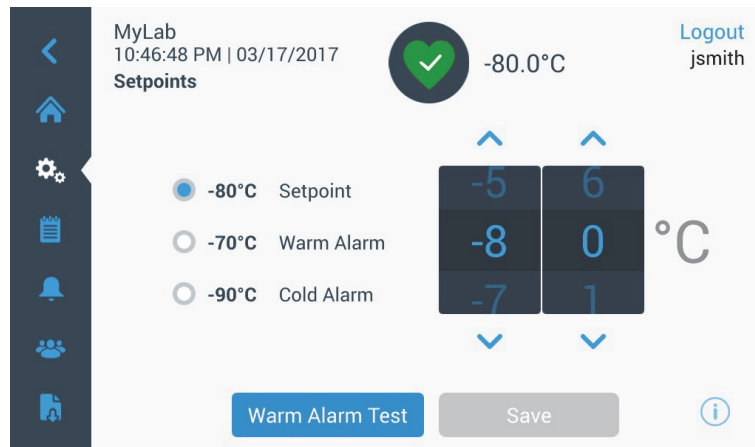 MyLab
10:46:48 PM | 03/17/2017
Setpoints
-80.0°C
Logout
jsmith
-80°C Setpoint
-70°C Warm Alarm
-90°C Cold Alarm
-5 6
-8 0 °C
-7 1
Warm Alarm Test
Save
i